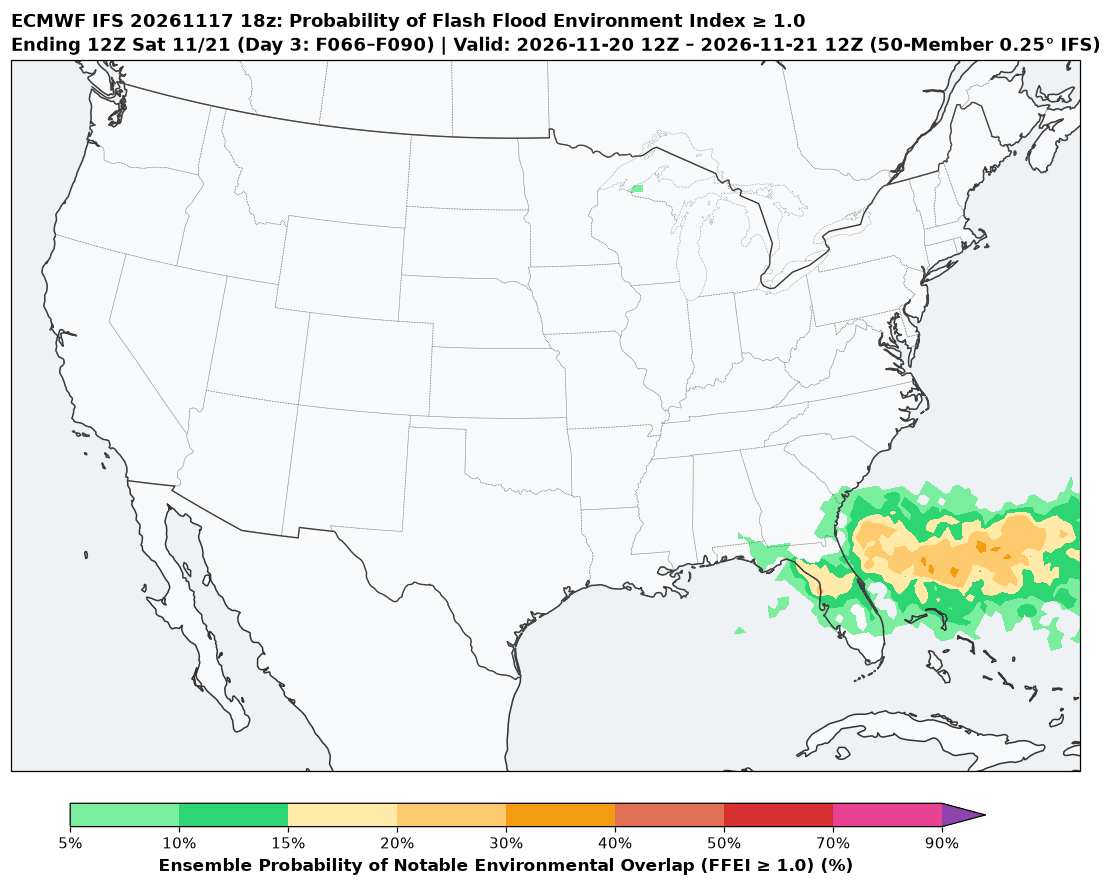 ECMWF IFS 20261117 18z: Probability of Flash Flood Environment Index ≥ 1.0
Ending 12Z Sat 11/21 (Day 3: F066–F090) | Valid: 2026-11-20 12Z – 2026-11-21 12Z (50-Member 0.25° IFS)
5% 10% 15% 20% 30% 40% 50% 70% 90%
Ensemble Probability of Notable Environmental Overlap (FFEI ≥ 1.0) (%)